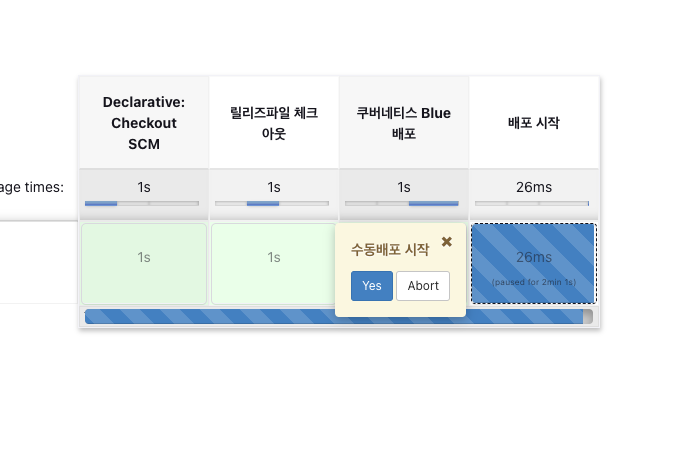 Declarative:
Checkout
SCM
릴리즈파일 체크
아웃
쿠버네티스 Blue
배포
배포 시작
age times:
1s
1s
1s
26ms
1s
1s
수동배포 시작 ✖
Yes
Abort
26ms
(paused for 2min 1s)